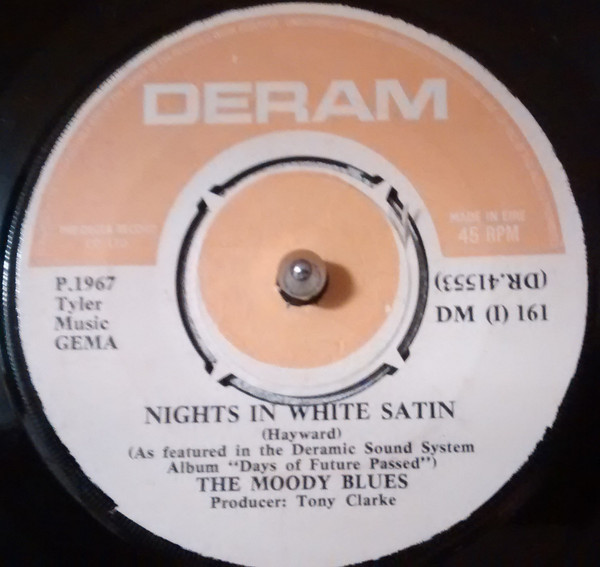 DERAM
MADE IN EIRE
45 RPM
P.1967
Tyler
Music
GEMA
(DR.41553)
DM (I) 161
NIGHTS IN WHITE SATIN
(Hayward)
(As featured in the Deramic Sound System
Album “Days of Future Passed”)
THE MOODY BLUES
Producer: Tony Clarke